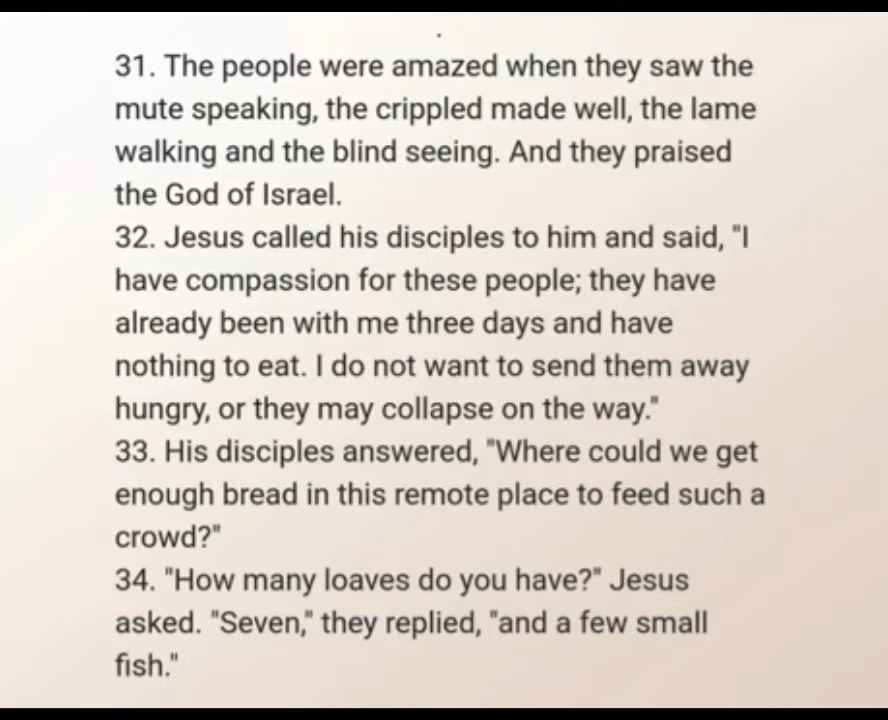 31. The people were amazed when they saw the
mute speaking, the crippled made well, the lame
walking and the blind seeing. And they praised
the God of Israel.
32. Jesus called his disciples to him and said, "I
have compassion for these people; they have
already been with me three days and have
nothing to eat. I do not want to send them away
hungry, or they may collapse on the way."
33. His disciples answered, "Where could we get
enough bread in this remote place to feed such a
crowd?"
34. "How many loaves do you have?" Jesus
asked. "Seven," they replied, "and a few small
fish."